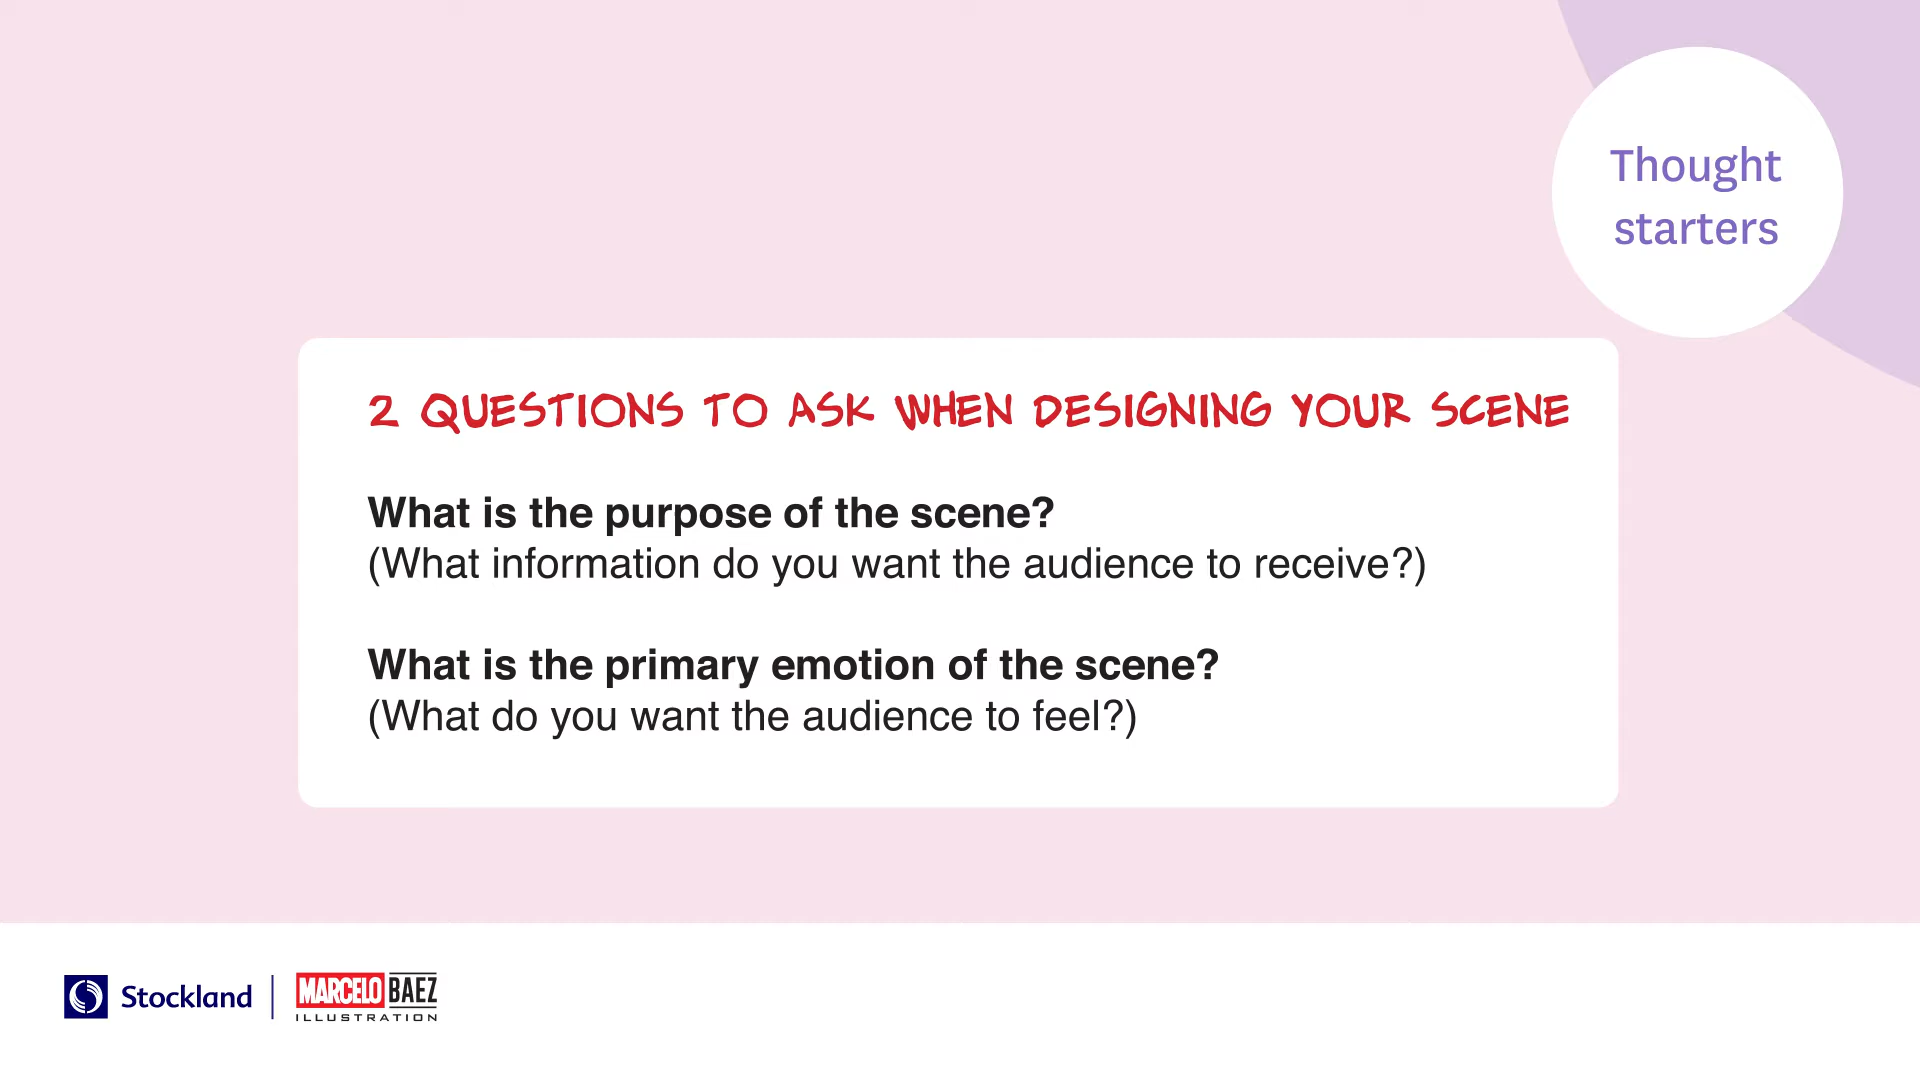 Thought
starters
2 QUESTIONS TO ASK WHEN DESIGNING YOUR SCENE
What is the purpose of the scene?
(What information do you want the audience to receive?)
What is the primary emotion of the scene?
(What do you want the audience to feel?)
Stockland
MARCELO BAEZ
ILLUSTRATION